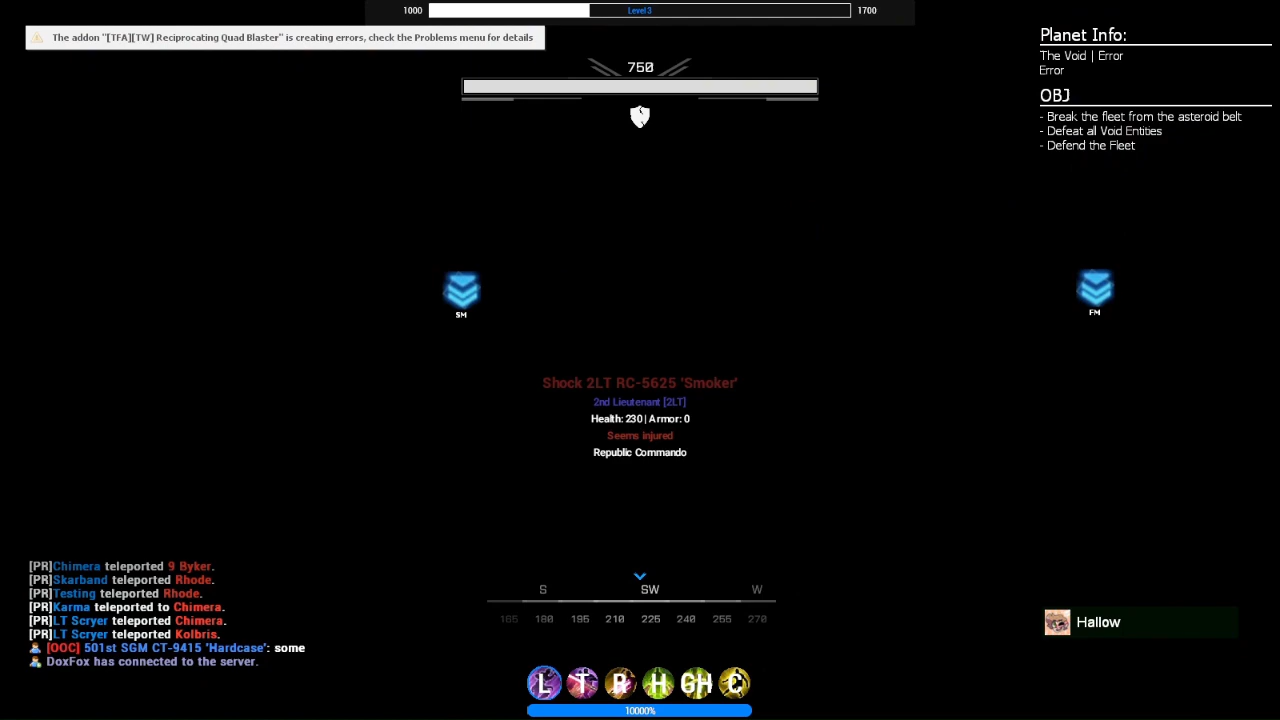 1000 Level 3 1700
The addon "[TFA][TW] Reciprocating Quad Blaster" is creating errors, check the Problems menu for details
750
Planet Info:
The Void | Error
Error
OBJ
- Break the fleet from the asteroid belt
- Defeat all Void Entities
- Defend the Fleet
SM
FM
Shock 2LT RC-5625 'Smoker'
2nd Lieutenant [2LT]
Health: 230 | Armor: 0
Seems injured
Republic Commando
[PR]Chimera teleported 9 Byker.
[PR]Skarband teleported Rhode.
[PR]Testing teleported Rhode.
[PR]Karma teleported to Chimera.
[PR]LT Scryer teleported Chimera.
[PR]LT Scryer teleported Kolbris.
[OOC] 501st SGM CT-9415 'Hardcase': some
DoxFox has connected to the server.
S SW W
165 180 195 210 225 240 255 270
Hallow
L T R H GH C
10000%